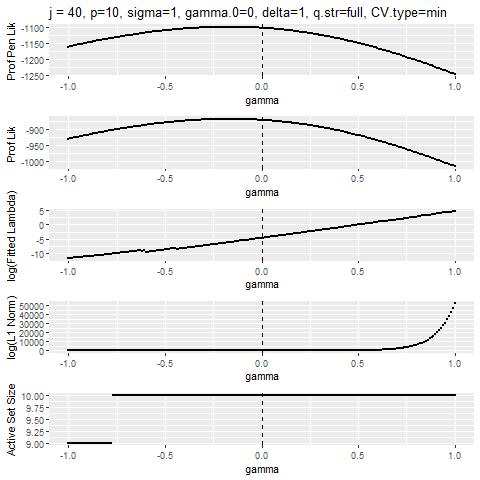 j = 40, p=10, sigma=1, gamma.0=0, delta=1, q.str=full, CV.type=min
Prof Pen Lik
-1100
-1150
-1200
-1250
-1.0 -0.5 0.0 0.5 1.0
gamma
Prof Lik
-900
-950
-1000
-1.0 -0.5 0.0 0.5 1.0
gamma
log(Fitted Lambda)
5
0
-5
-10
-1.0 -0.5 0.0 0.5 1.0
gamma
log(L1 Norm)
50000
40000
30000
20000
10000
0
-1.0 -0.5 0.0 0.5 1.0
gamma
Active Set Size
10.00
9.75
9.50
9.25
9.00
-1.0 -0.5 0.0 0.5 1.0
gamma